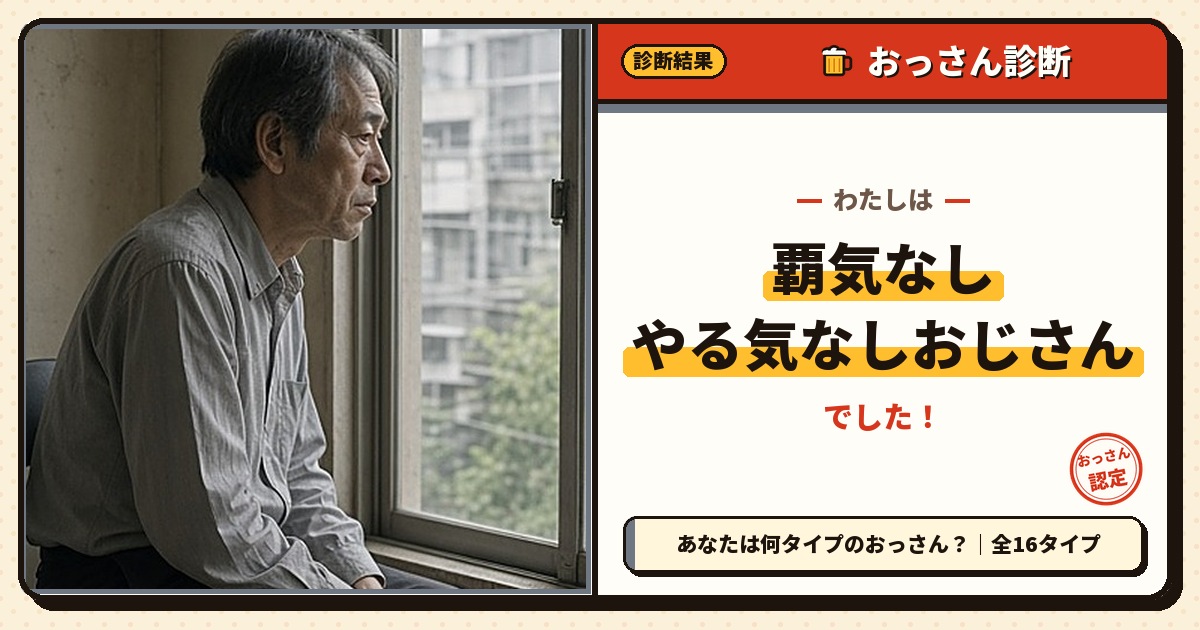 診断結果
おっさん診断
わたしは
覇気なし
やる気なしおじさん
でした！
おっさん
認定
あなたは何タイプのおっさん？｜全16タイプ